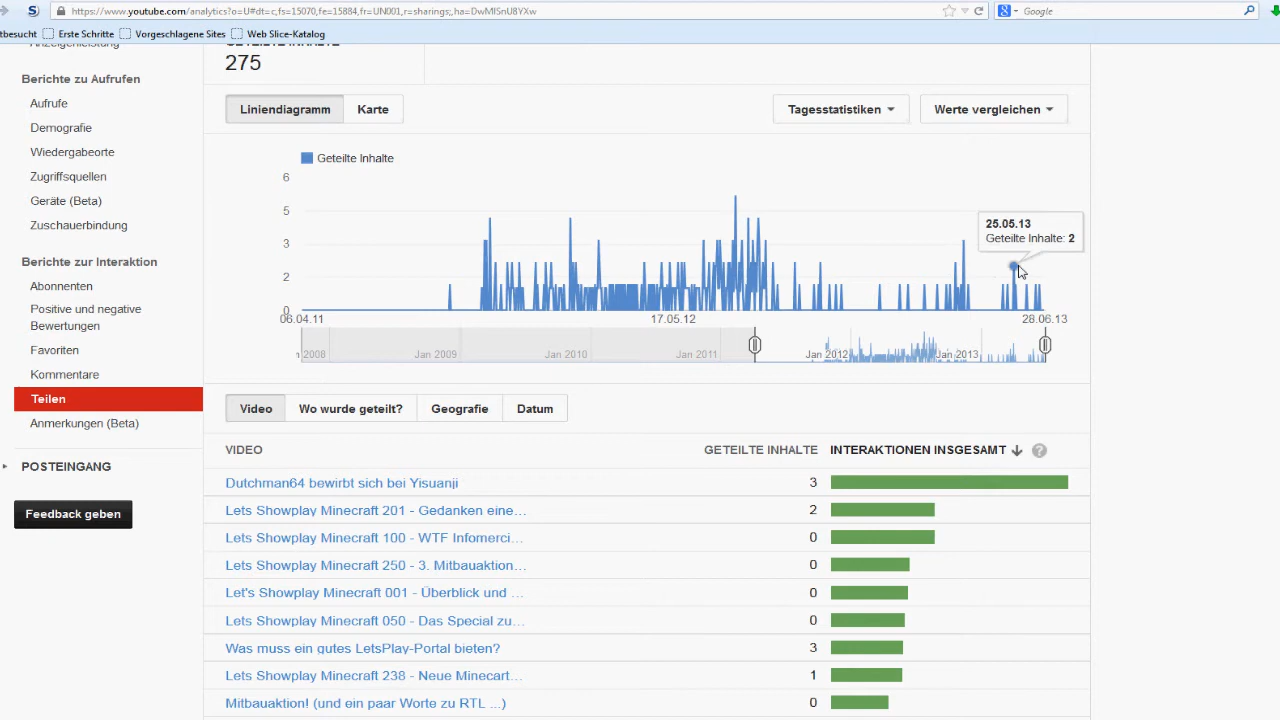 https://www.youtube.com/analytics?o=U#dt=c,fs=15070,fe=15884,fr=UN001,r=sharings;,ha=DwMISnU8YXw
Google
tbesucht Erste Schritte Vorgeschlagene Sites Web Slice-Katalog
Anzeigenleistung
GETEILTE INHALTE
275
Berichte zu Aufrufen
Aufrufe
Demografie
Wiedergabeorte
Zugriffsquellen
Geräte (Beta)
Zuschauerbindung
Berichte zur Interaktion
Abonnenten
Positive und negative
Bewertungen
Favoriten
Kommentare
Teilen
Anmerkungen (Beta)
POSTEINGANG
Feedback geben
Liniendiagramm Karte Tagesstatistiken Werte vergleichen
Geteilte Inhalte
6
5
3
2
0
25.05.13
Geteilte Inhalte: 2
06.04.11 17.05.12 28.06.13
n 2008 Jan 2009 Jan 2010 Jan 2011 Jan 2012 Jan 2013
Video Wo wurde geteilt? Geografie Datum
VIDEO GETEILTE INHALTE INTERAKTIONEN INSGESAMT ?
Dutchman64 bewirbt sich bei Yisuanji 3
Lets Showplay Minecraft 201 - Gedanken eine... 2
Lets Showplay Minecraft 100 - WTF Infomerci... 0
Lets Showplay Minecraft 250 - 3. Mitbauaktion... 0
Let's Showplay Minecraft 001 - Überblick und ... 0
Lets Showplay Minecraft 050 - Das Special zu... 0
Was muss ein gutes LetsPlay-Portal bieten? 3
Lets Showplay Minecraft 238 - Neue Minecart... 1
Mitbauaktion! (und ein paar Worte zu RTL ...) 0